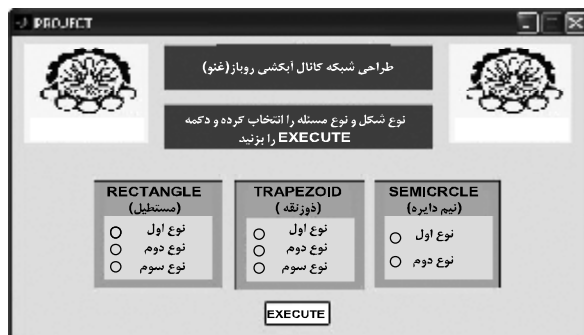 PROJECT
طراحی شبکه کانال آبکشی روباز(غنو)
نوع شکل و نوع مسئله را انتخاب کرده و دکمه
EXECUTE را بزنید
RECTANGLE
(مستطیل)
نوع اول
نوع دوم
نوع سوم
TRAPEZOID
(ذوزنقه )
نوع اول
نوع دوم
نوع سوم
SEMICRCLE
(نیم دایره)
نوع اول
نوع دوم
EXECUTE